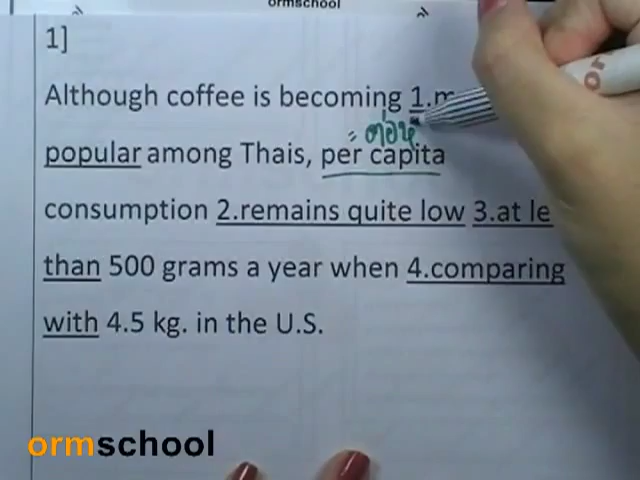 ormschool
1]
Although coffee is becoming 1.m
popular among Thais, per capita
consumption 2.remains quite low 3.at le
than 500 grams a year when 4.comparing
with 4.5 kg. in the U.S.
ormschool